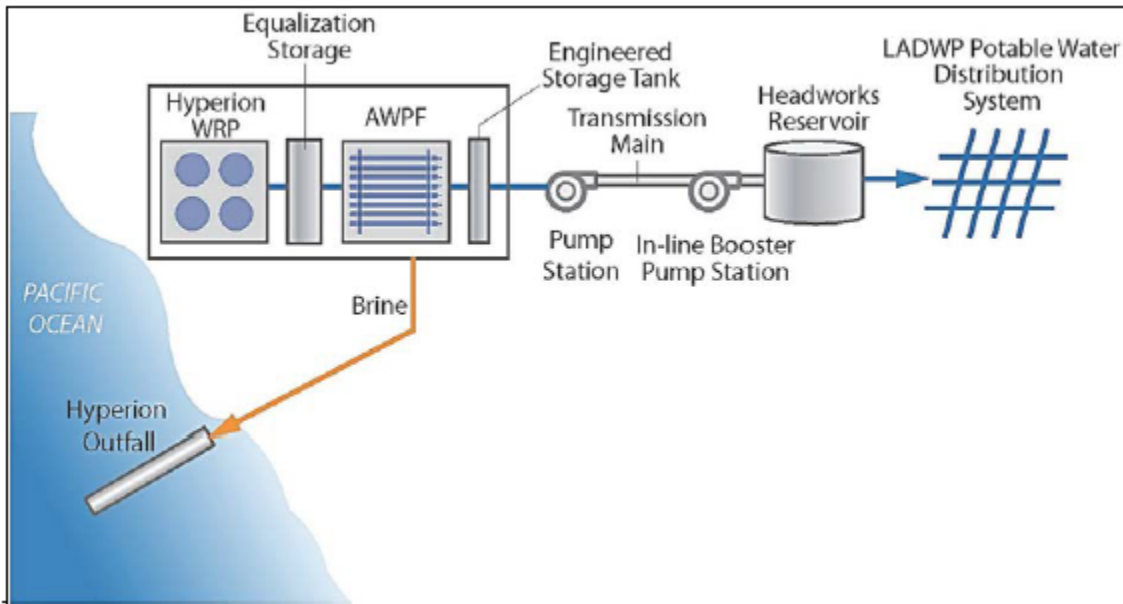 Equalization
Storage
Hyperion
WRP
AWPF
Engineered
Storage Tank
Transmission
Main
Headworks
Reservoir
LADWP Potable Water
Distribution
System
Pump
Station
In-line Booster
Pump Station
Brine
PACIFIC
OCEAN
Hyperion
Outfall